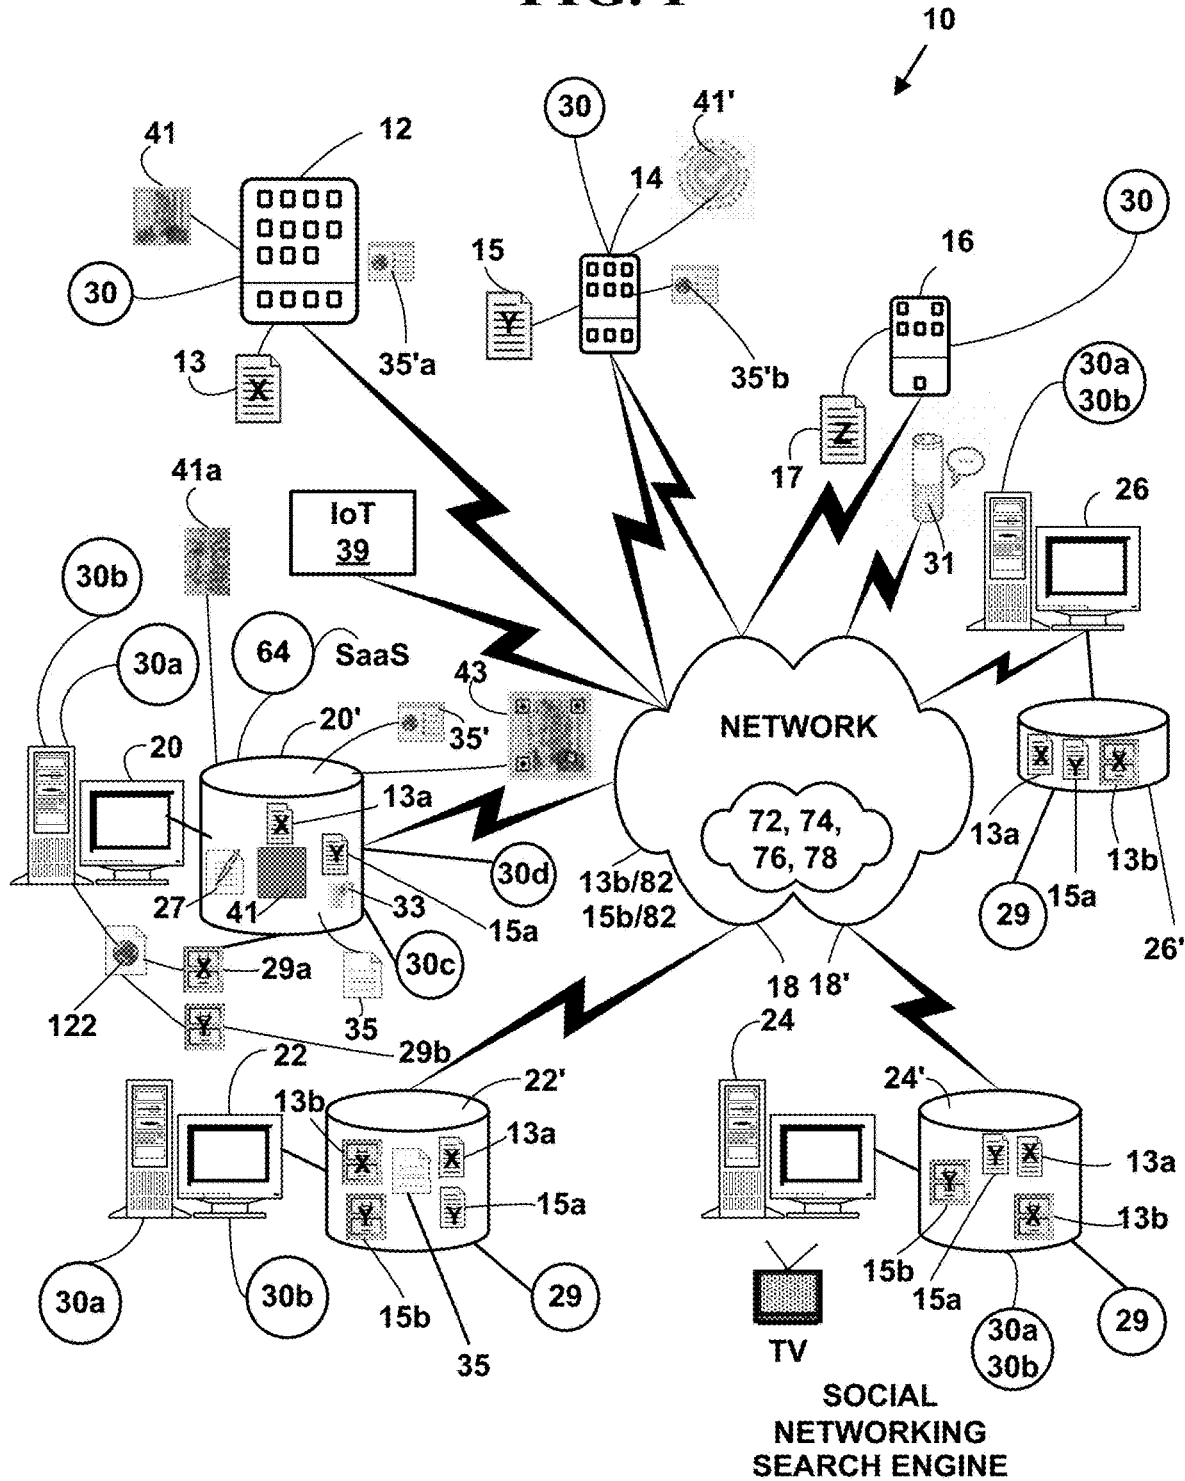 FIG. 1
10
41
12
30
41'
14
30
15
16
30
13
35'a
35'b
30a
30b
17
X
Y
Z
41a
IoT
39
31
26
30b
30a
64
SaaS
43
20'
35'
20
NETWORK
X
Y
X
13a
13a
X
72, 74,
76, 78
13b
Y
30d
13b/82
15a
29
27
41
33
15b/82
15a
26'
30c
X
29a
18
18'
122
Y
35
24
29b
22
22'
24'
13b
13a
X
X
Y
X
13a
Y
15a
Y
Y
X
13b
15b
15a
30a
30b
15b
29
29
30a
30b
35
TV
SOCIAL
NETWORKING
SEARCH ENGINE